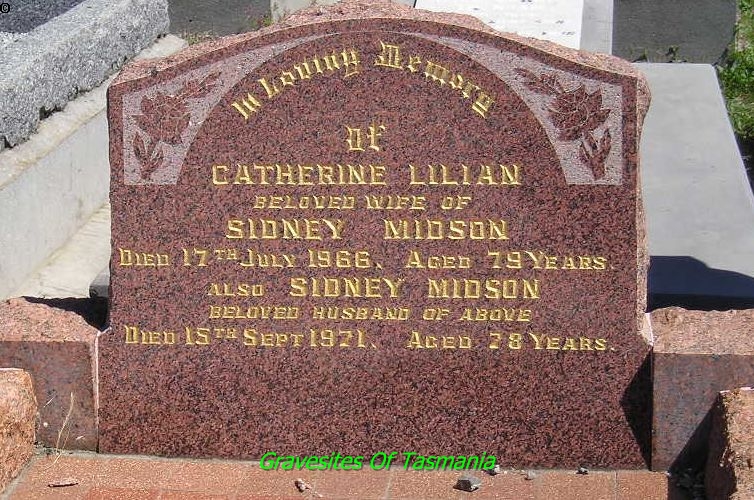 ©
In Loving Memory
Of
CATHERINE LILIAN
BELOVED WIFE OF
SIDNEY MIDSON
DIED 17TH JULY 1966. AGED 79 YEARS.
ALSO SIDNEY MIDSON
BELOVED HUSBAND OF ABOVE
DIED 15TH SEPT 1971. AGED 78 YEARS.
Gravesites Of Tasmania